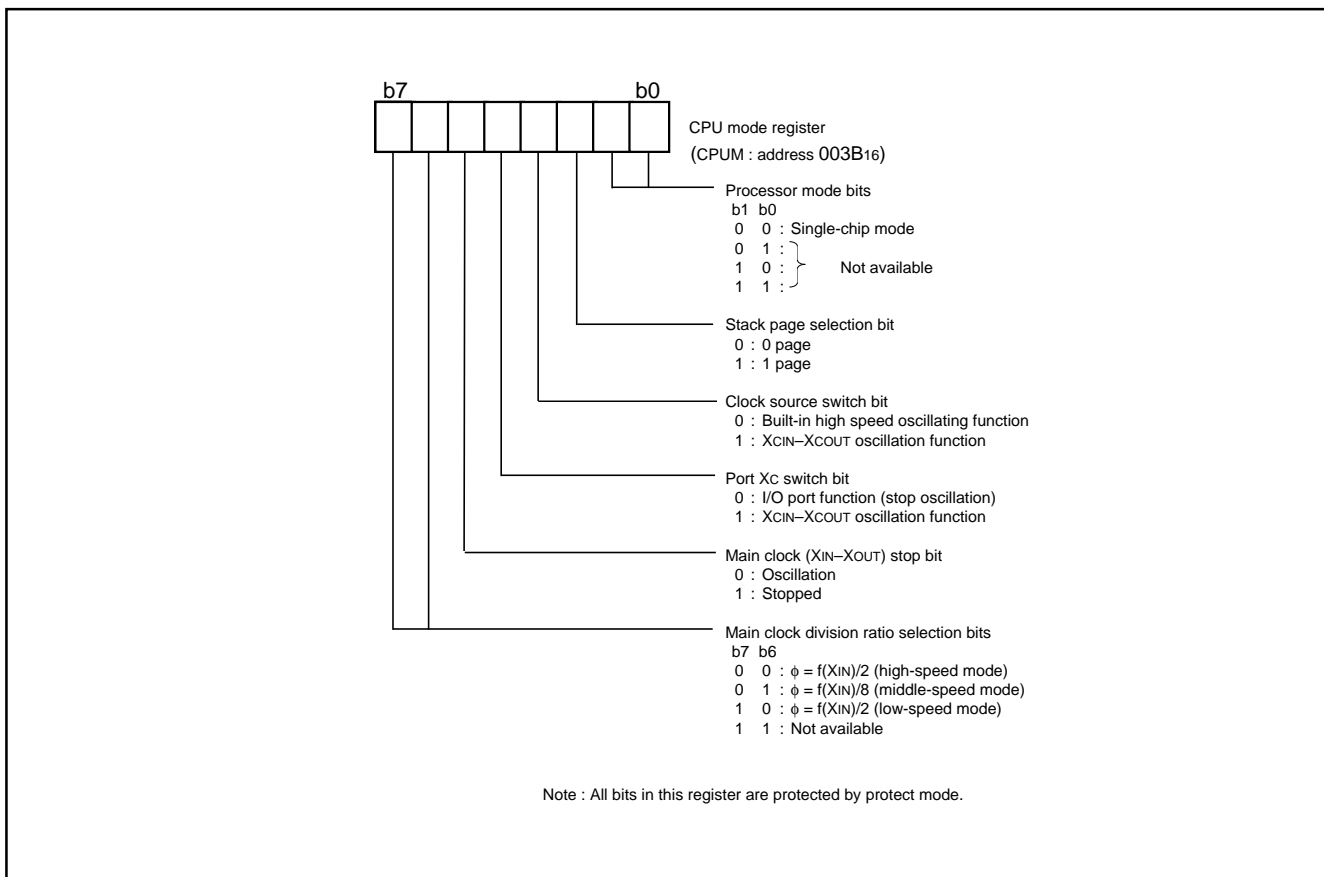 b7 b0
CPU mode register
(CPUM : address 003B16)
Processor mode bits
b1 b0
0 0 : Single-chip mode
0 1 :
1 0 : Not available
1 1 :
Stack page selection bit
0 : 0 page
1 : 1 page
Clock source switch bit
0 : Built-in high speed oscillating function
1 : XCIN–XCOUT oscillation function
Port XC switch bit
0 : I/O port function (stop oscillation)
1 : XCIN–XCOUT oscillation function
Main clock (XIN–XOUT) stop bit
0 : Oscillation
1 : Stopped
Main clock division ratio selection bits
b7 b6
0 0 : ϕ = f(XIN)/2 (high-speed mode)
0 1 : ϕ = f(XIN)/8 (middle-speed mode)
1 0 : ϕ = f(XIN)/2 (low-speed mode)
1 1 : Not available
Note : All bits in this register are protected by protect mode.